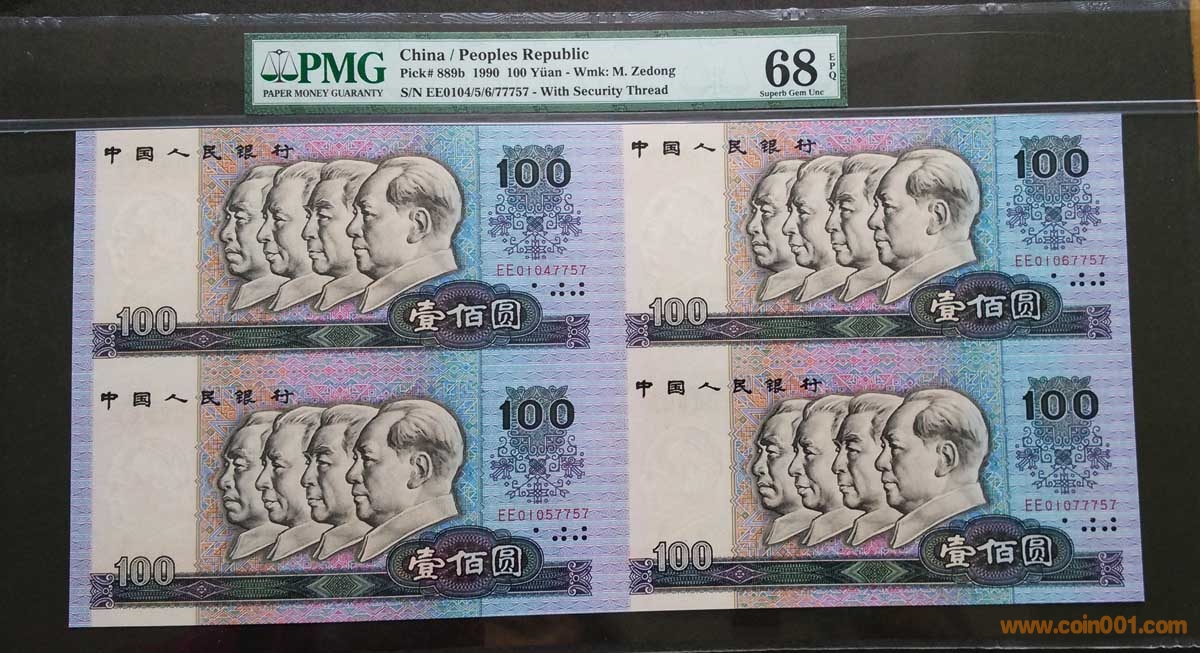 PMG
PAPER MONEY GUARANTY
China / Peoples Republic
Pick# 889b 1990 100 Yüan - Wmk: M. Zedong
S/N EE0104/5/6/77757 - With Security Thread
68
EPQ
Superb Gem Unc
中国人民银行
100
EE01047757
100
壹佰圆
中国人民银行
100
EE01067757
100
壹佰圆
中国人民银行
100
EE01057757
100
壹佰圆
中国人民银行
100
EE01077757
100
壹佰圆
www.coin001.com